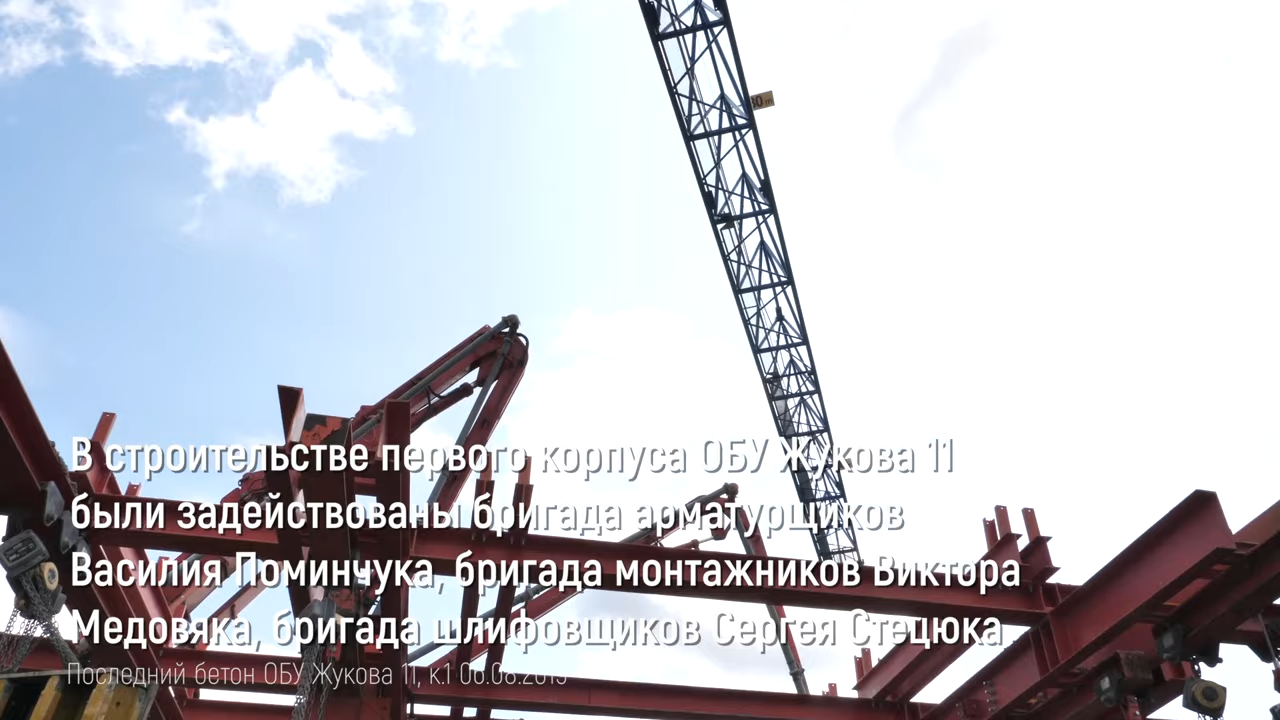 В строительстве первого корпуса ОБУ Жукова 11
были задействованы бригада арматурщиков
Василия Поминчука, бригада монтажников Виктора
Медовяка, бригада шлифовщиков Сергея Стецюка
Последний бетон ОБУ Жукова 11, к.1